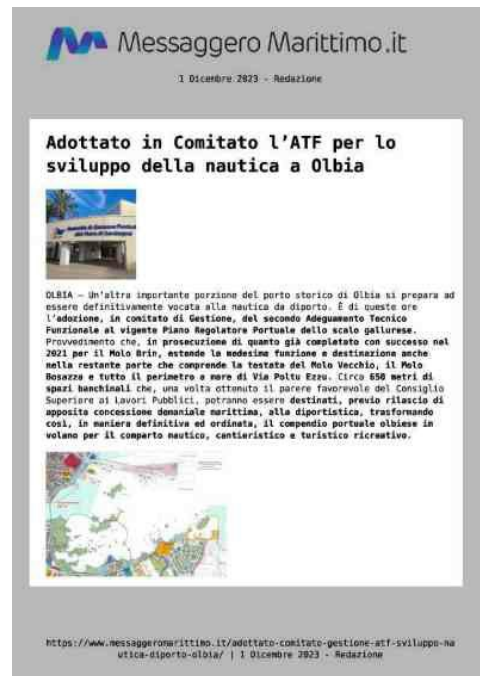 Messaggero Marittimo.it
1 Dicembre 2023 - Redazione
Adottato in Comitato l'ATF per lo
sviluppo della nautica a Olbia
OLBIA – Un'altra importante porzione del porto storico di Olbia si prepara ad
essere definitivamente vocata alla nautica da diporto. È di queste ore
l'adozione, in comitato di Gestione, del secondo Adeguamento Tecnico
Funzionale al vigente Piano Regolatore Portuale dello scalo gallurese.
Provvedimento che, in prosecuzione di quanto già completato con successo nel
2021 per il Molo Brin, estende la medesima funzione e destinazione anche
nella restante parte che comprende la testata del Molo Vecchio, il Molo
Bosazza e tutto il perimetro a mare di Via Poltu Ezzu. Circa 650 metri di
spazi banchinali che, una volta ottenuto il parere favorevole del Consiglio
Superiore ai Lavori Pubblici, potranno essere destinati, previo rilascio di
apposita concessione demaniale marittima, alla diportistica, trasformando
così, in maniera definitiva ed ordinata, il compendio portuale olbiese in
volano per il comparto nautico, cantieristico e turistico ricreativo.
https://www.messaggeromarittimo.it/adottato-comitato-gestione-atf-sviluppo-na
utica-diporto-olbia/ | 1 Dicembre 2023 - Redazione